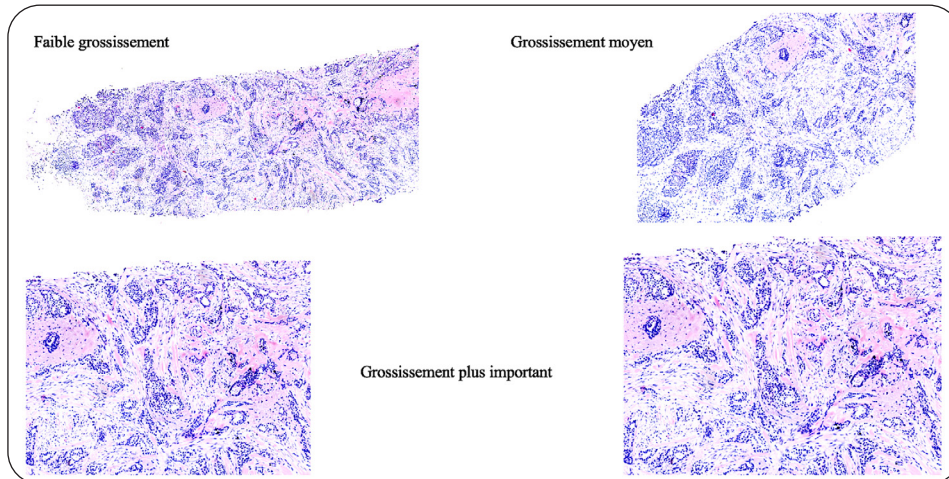 Faible grossissement
Grossissement moyen
Grossissement plus important